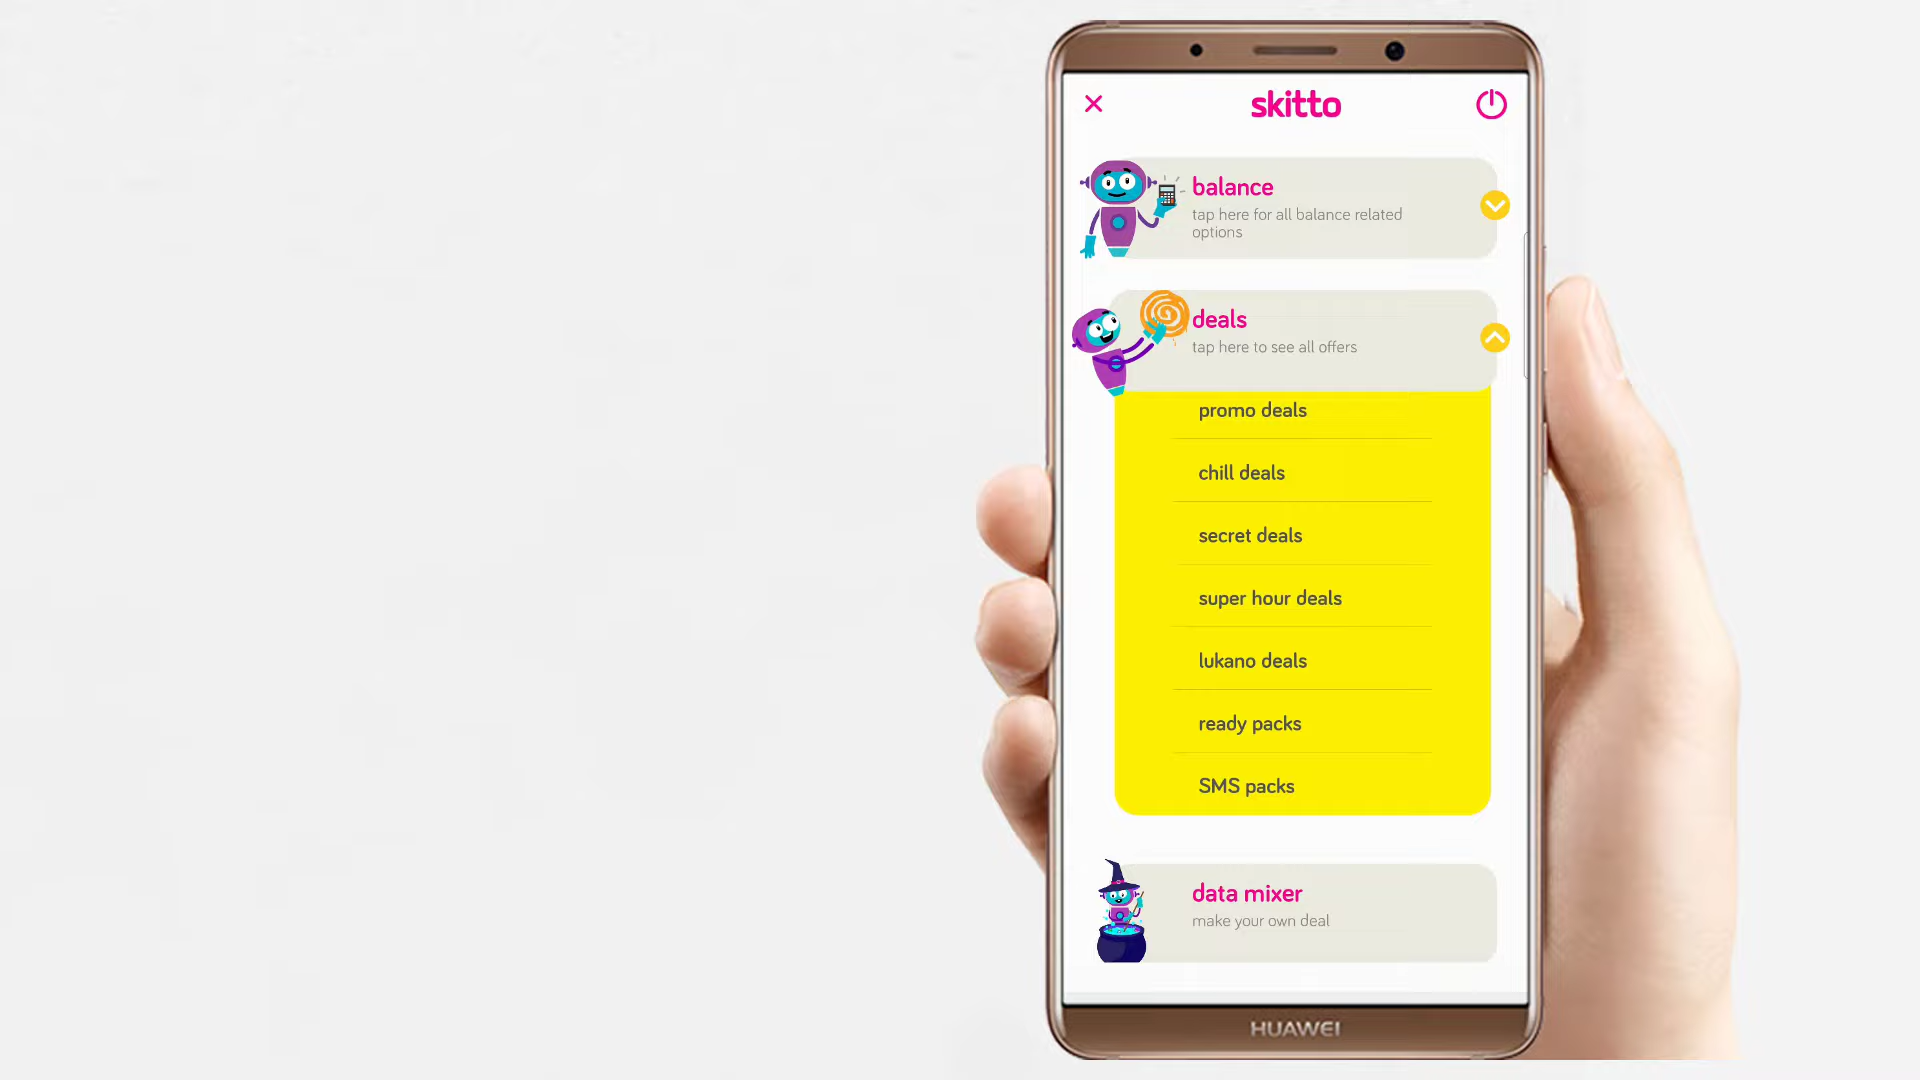 skitto
balance
tap here for all balance related
options
deals
tap here to see all offers
promo deals
chill deals
secret deals
super hour deals
lukano deals
ready packs
SMS packs
data mixer
make your own deal
HUAWEI